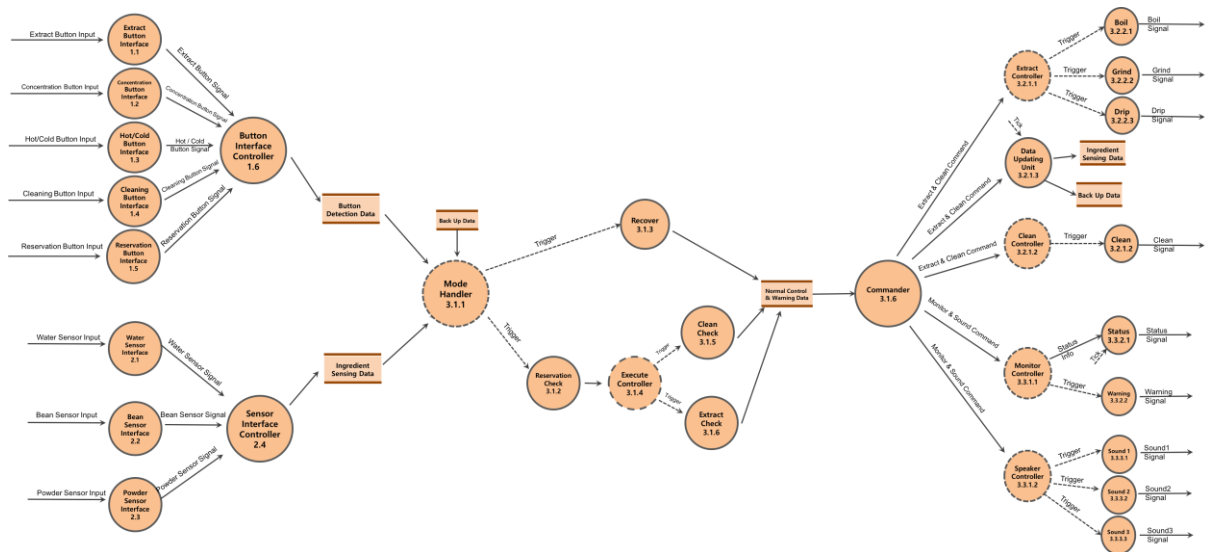 Extract Button Input
Extract
Button
Interface
1.1
Extract Button Signal
Concentration Button Input
Concentration
Button
Interface
1.2
Concentration Button Signal
Hot/Cold Button Input
Hot/Cold
Button
Interface
1.3
Hot / Cold
Button Signal
Cleaning Button Input
Cleaning
Button
Interface
1.4
Cleaning Button Signal
Reservation Button Input
Reservation
Button
Interface
1.5
Reservation Button Signal
Button
Interface
Controller
1.6
Button
Detection Data
Water Sensor Input
Water
Sensor
Interface
2.1
Water Sensor Signal
Bean Sensor Input
Bean
Sensor
Interface
2.2
Bean Sensor Signal
Powder Sensor Input
Powder
Sensor
Interface
2.3
Powder Sensor Signal
Sensor
Interface
Controller
2.4
Ingredient
Sensing Data
Back Up Data
Mode
Handler
3.1.1
Trigger
Recover
3.1.3
Trigger
Reservation
Check
3.1.2
Execute
Controller
3.1.4
Trigger
Clean
Check
3.1.5
Trigger
Extract
Check
3.1.6
Normal Control
& Warning Data
Commander
3.1.6
Extract & Clean Command
Extract & Clean Command
Extract & Clean Command
Monitor & Sound Command
Monitor & Sound Command
Extract
Controller
3.2.1.1
Trigger
Boil
3.2.2.1
Boil
Signal
Trigger
Grind
3.2.2.2
Grind
Signal
Trigger
Drip
3.2.2.3
Drip
Signal
Tick
Data
Updating
Unit
3.2.1.3
Ingredient
Sensing Data
Back Up Data
Clean
Controller
3.2.1.2
Trigger
Clean
3.2.1.2
Clean
Signal
Monitor
Controller
3.3.1.1
Status
Info
Tick
Status
3.3.2.1
Status
Signal
Trigger
Warning
3.3.2.2
Warning
Signal
Speaker
Controller
3.3.1.2
Trigger
Sound 1
3.3.3.1
Sound1
Signal
Trigger
Sound 2
3.3.3.2
Sound2
Signal
Trigger
Sound 3
3.3.3.3
Sound3
Signal